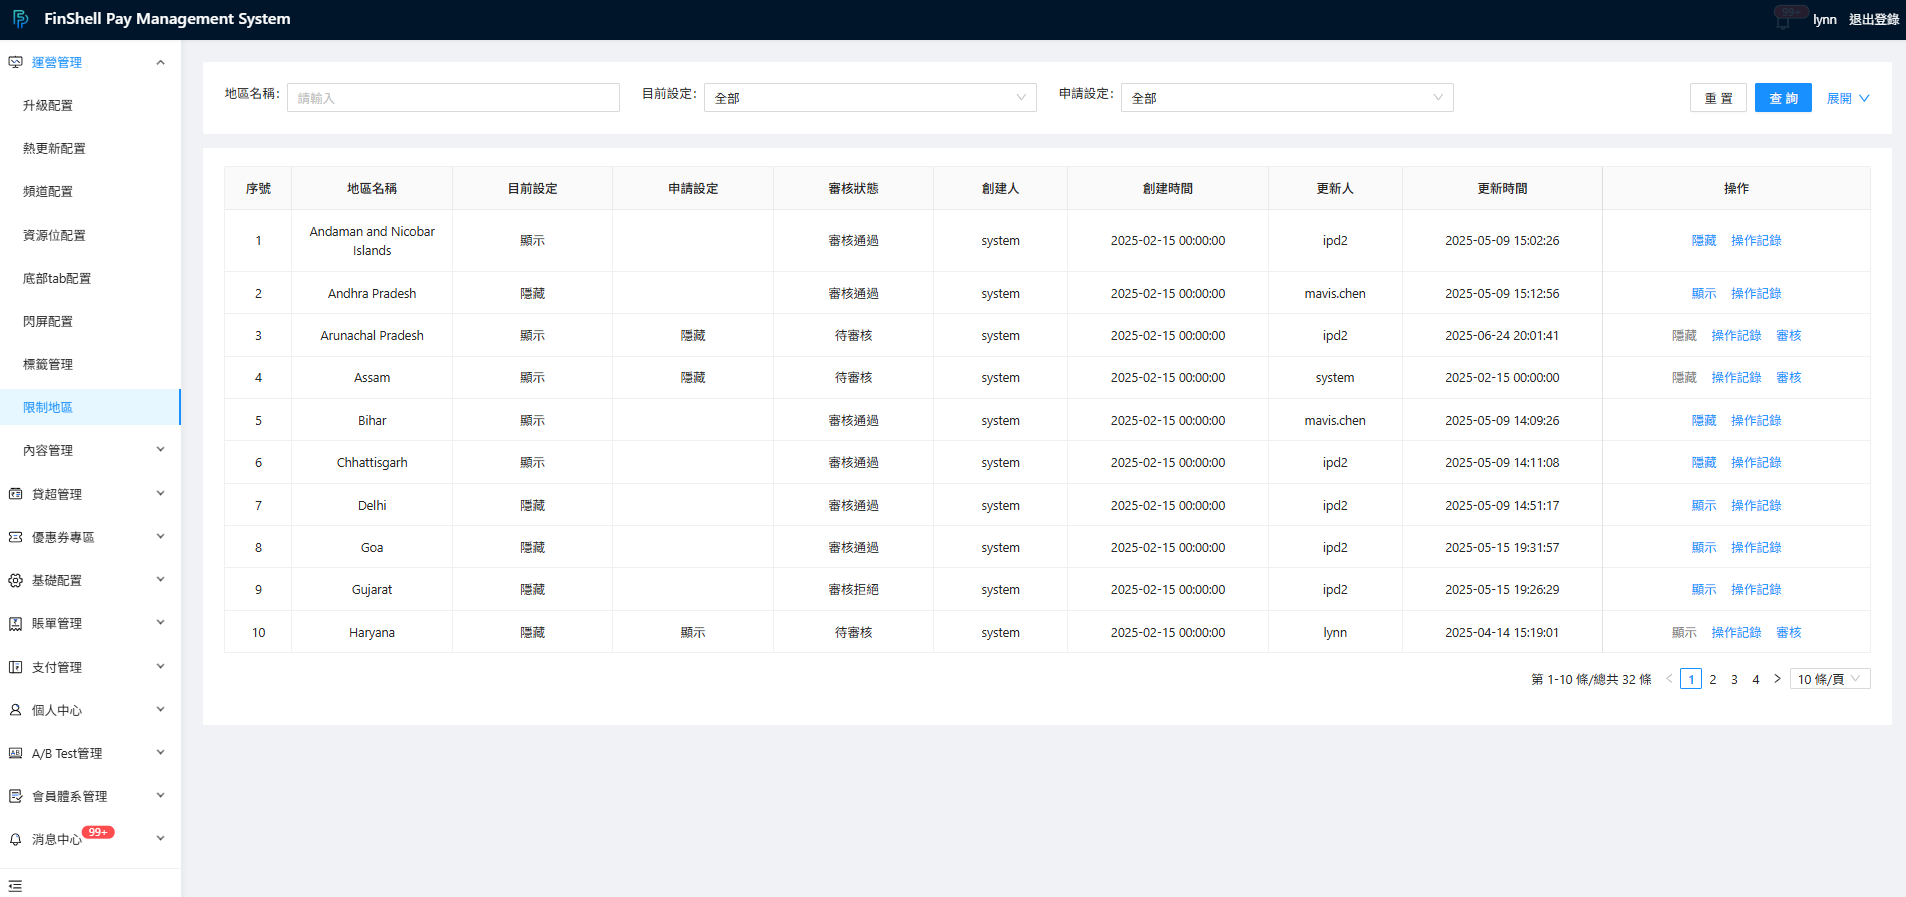 FinShell Pay Management System
99+
lynn 退出登錄
運營管理
升級配置
熱更新配置
頻道配置
資源位配置
底部tab配置
閃屏配置
標籤管理
限制地區
內容管理
貸超管理
優惠券專區
基礎配置
賬單管理
支付管理
個人中心
A/B Test管理
會員體系管理
消息中心 99+
地區名稱: 請輸入 目前設定: 全部 申請設定: 全部 重 置 查 詢 展開
序號 地區名稱 目前設定 申請設定 審核狀態 創建人 創建時間 更新人 更新時間 操作
1 Andaman and Nicobar Islands 顯示 審核通過 system 2025-02-15 00:00:00 ipd2 2025-05-09 15:02:26 隱藏 操作記錄
2 Andhra Pradesh 隱藏 審核通過 system 2025-02-15 00:00:00 mavis.chen 2025-05-09 15:12:56 顯示 操作記錄
3 Arunachal Pradesh 顯示 隱藏 待審核 system 2025-02-15 00:00:00 ipd2 2025-06-24 20:01:41 隱藏 操作記錄 審核
4 Assam 顯示 隱藏 待審核 system 2025-02-15 00:00:00 system 2025-02-15 00:00:00 隱藏 操作記錄 審核
5 Bihar 顯示 審核通過 system 2025-02-15 00:00:00 mavis.chen 2025-05-09 14:09:26 隱藏 操作記錄
6 Chhattisgarh 顯示 審核通過 system 2025-02-15 00:00:00 ipd2 2025-05-09 14:11:08 隱藏 操作記錄
7 Delhi 隱藏 審核通過 system 2025-02-15 00:00:00 ipd2 2025-05-09 14:51:17 顯示 操作記錄
8 Goa 隱藏 審核通過 system 2025-02-15 00:00:00 ipd2 2025-05-15 19:31:57 顯示 操作記錄
9 Gujarat 隱藏 審核拒絕 system 2025-02-15 00:00:00 ipd2 2025-05-15 19:26:29 顯示 操作記錄
10 Haryana 隱藏 顯示 待審核 system 2025-02-15 00:00:00 lynn 2025-04-14 15:19:01 顯示 操作記錄 審核
第 1-10 條/總共 32 條 < 1 2 3 4 > 10 條/頁